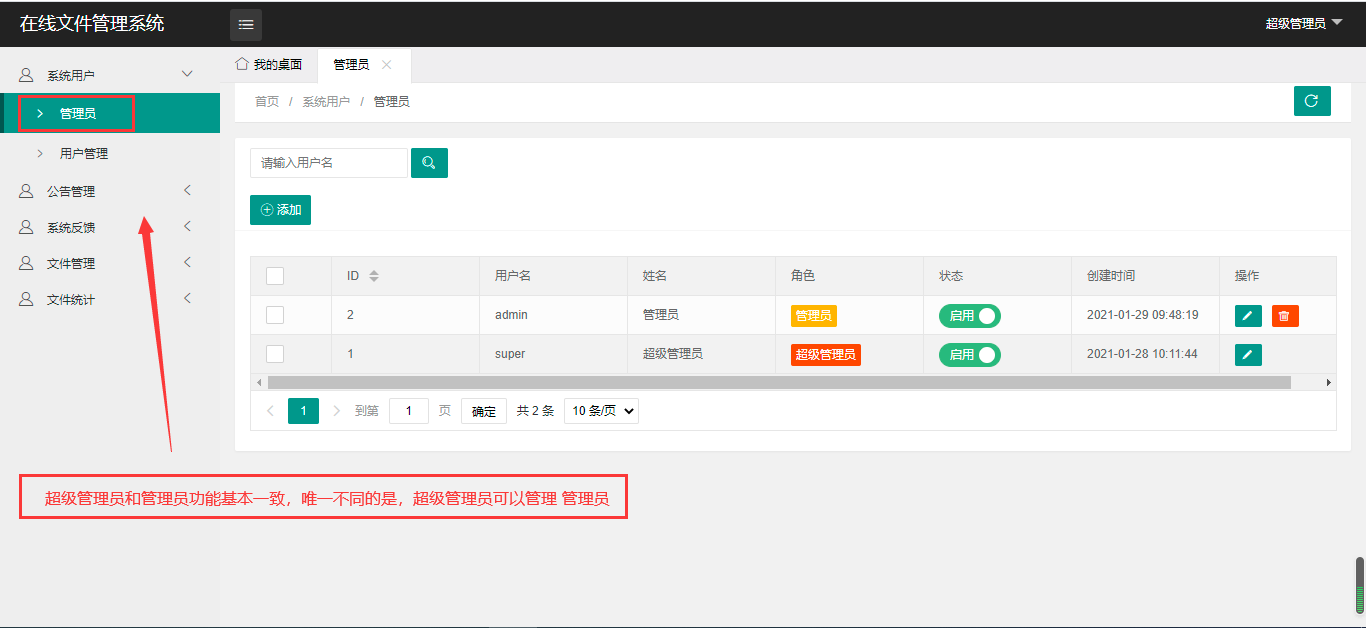 在线文件管理系统
超级管理员
系统用户
管理员
用户管理
公告管理
系统反馈
文件管理
文件统计
我的桌面 管理员
首页 / 系统用户 / 管理员
请输入用户名
添加
ID 用户名 姓名 角色 状态 创建时间 操作
2 admin 管理员 管理员 启用 2021-01-29 09:48:19
1 super 超级管理员 超级管理员 启用 2021-01-28 10:11:44
1 到第 1 页 确定 共 2 条 10 条/页
超级管理员和管理员功能基本一致，唯一不同的是，超级管理员可以管理 管理员